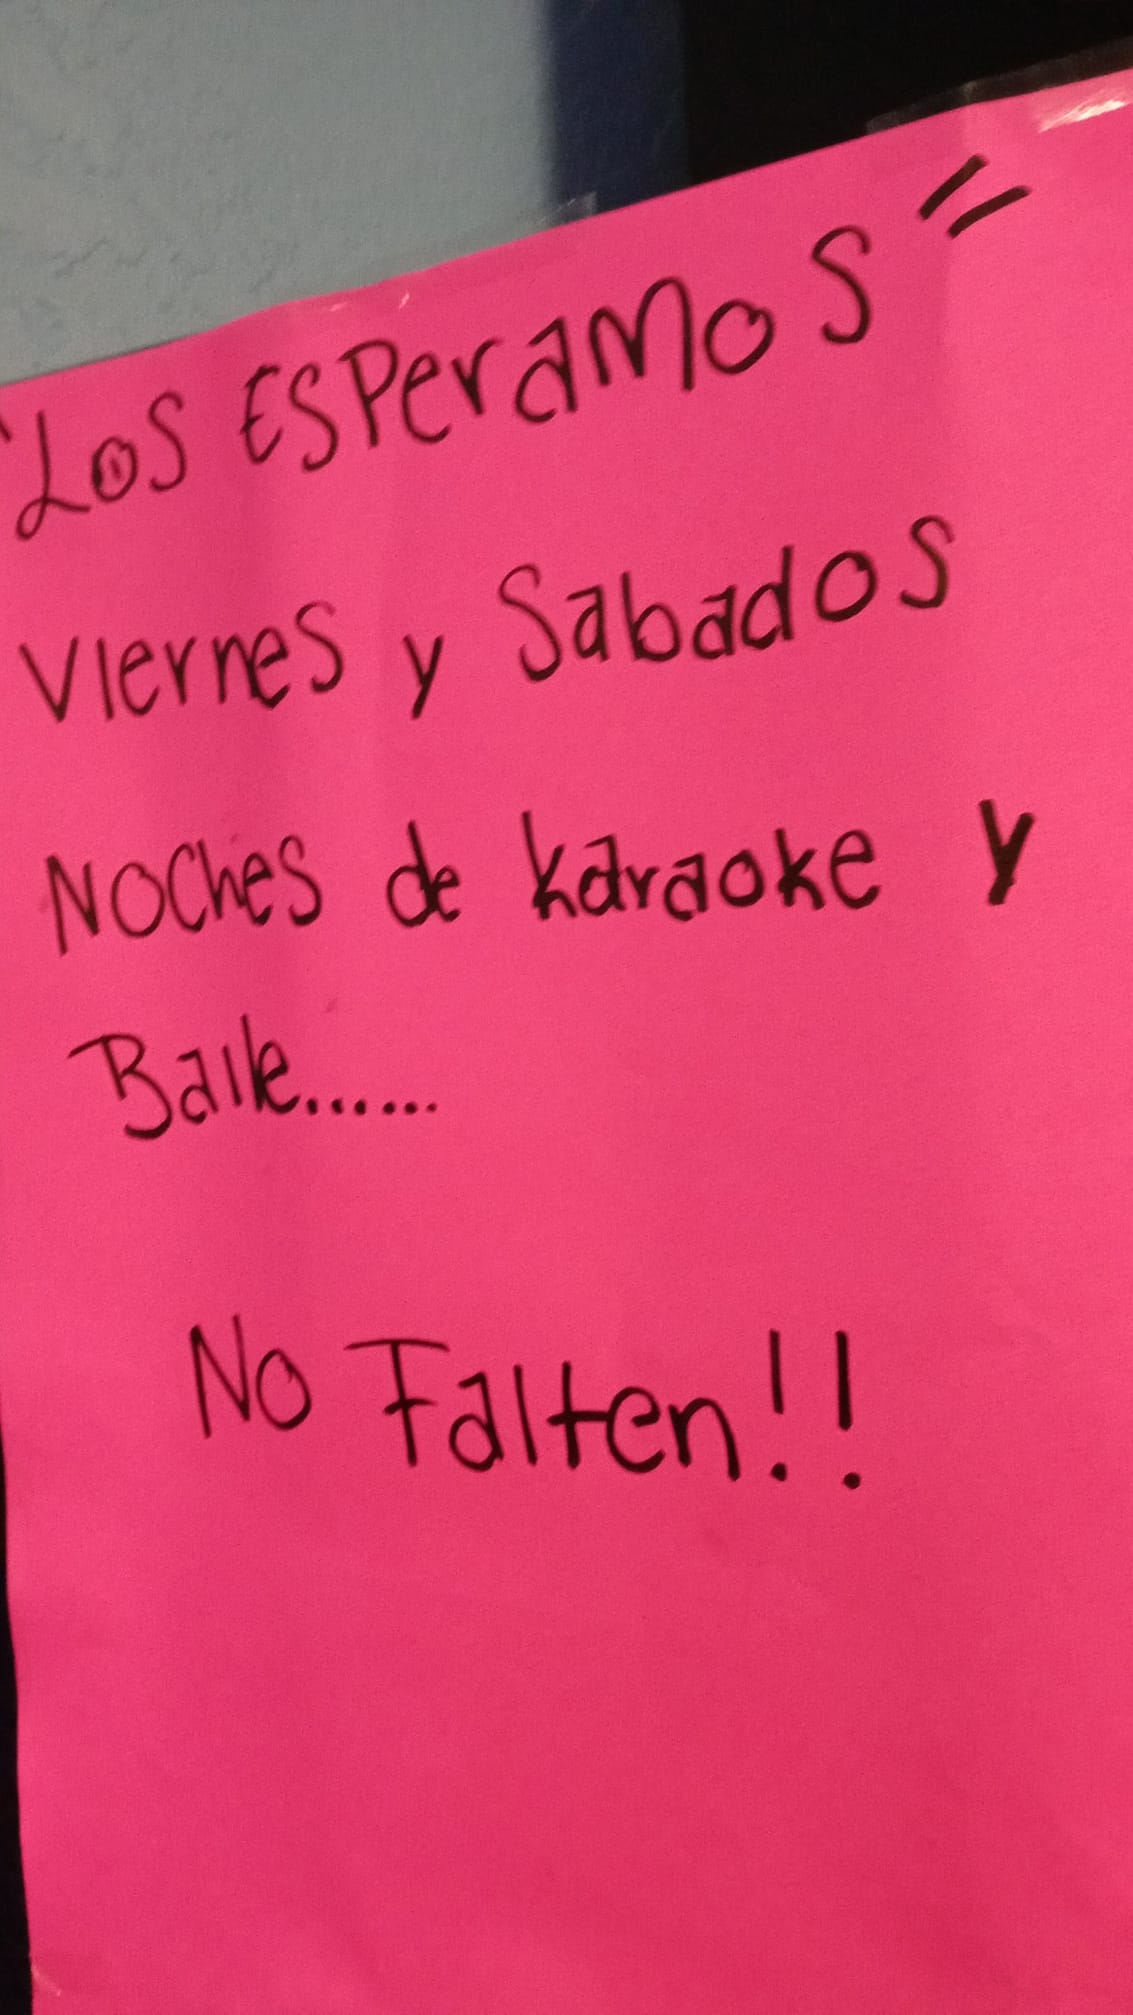 "Los Esperamos"
Viernes y Sabados
Noches de karaoke y
Baile......
No Falten!!